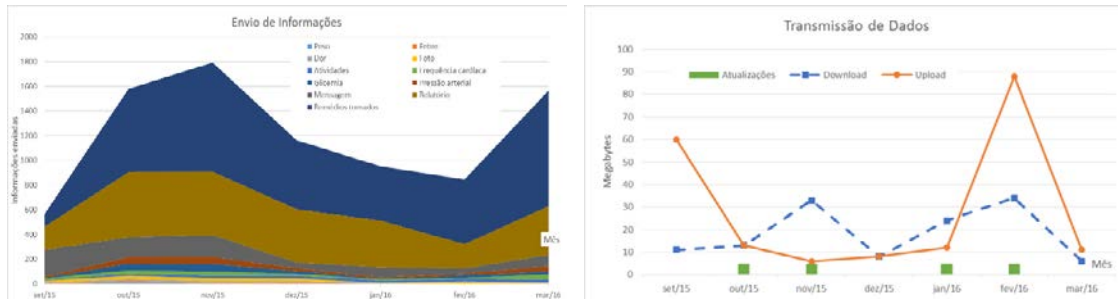 Envio de Informações
2000
1800
1600
1400
1200
1000
800
600
400
200
0
Informações enviadas
Peso
Febre
Dor
Foto
Atividades
Frequência cardíaca
Glicemia
Pressão arterial
Mensagem
Relatório
Remédios tomados
Mês
set/15 out/15 nov/15 dez/15 jan/16 fev/16 mar/16
Transmissão de Dados
100
90
80
70
60
50
40
30
20
10
0
Megabytes
Atualizações Download Upload
Mês
set/15 out/15 nov/15 dez/15 jan/16 fev/16 mar/16